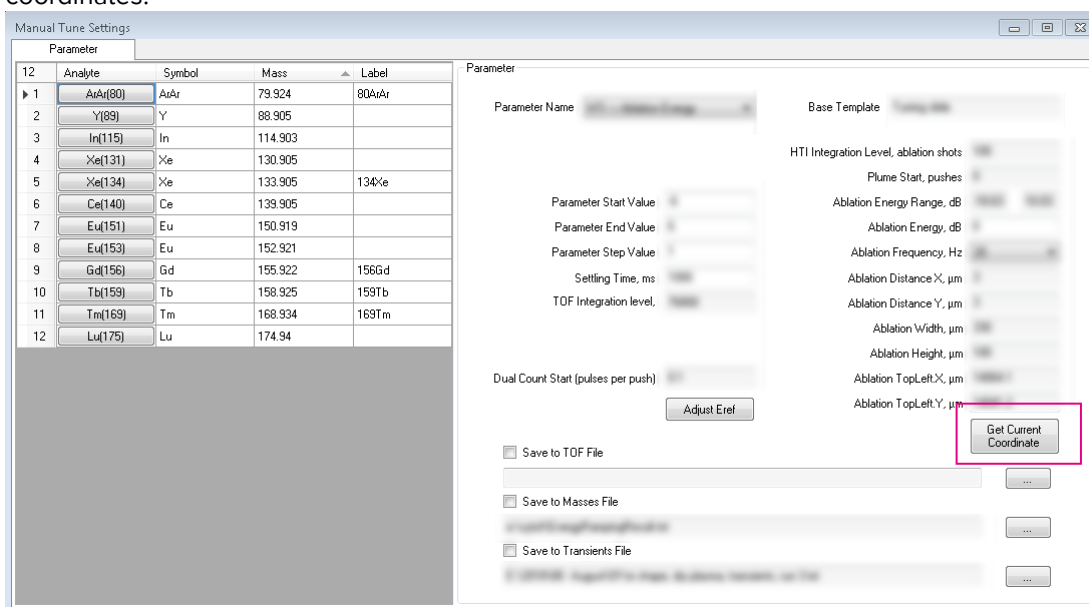 coordinates.
Manual Tune Settings
Parameter
12 Analyte Symbol Mass Label
1 ArAr(80) ArAr 79.924 80ArAr
2 Y(89) Y 88.905
3 In(115) In 114.903
4 Xe(131) Xe 130.905
5 Xe(134) Xe 133.905 134Xe
6 Ce(140) Ce 139.905
7 Eu(151) Eu 150.919
8 Eu(153) Eu 152.921
9 Gd(156) Gd 155.922 156Gd
10 Tb(159) Tb 158.925 159Tb
11 Tm(169) Tm 168.934 169Tm
12 Lu(175) Lu 174.94
Parameter
Parameter Name Base Template
HTI Integration Level, ablation shots
Plume Start, pushes
Parameter Start Value Ablation Energy Range, dB
Parameter End Value Ablation Energy, dB
Parameter Step Value Ablation Frequency, Hz
Settling Time, ms Ablation Distance X, µm
TOF Integration level, Ablation Distance Y, µm
Ablation Width, µm
Ablation Height, µm
Dual Count Start (pulses per push) Ablation TopLeft.X, µm
Adjust Eref Ablation TopLeft.Y, µm
Get Current
Coordinate
Save to TOF File
...
Save to Masses File
...
Save to Transients File
...